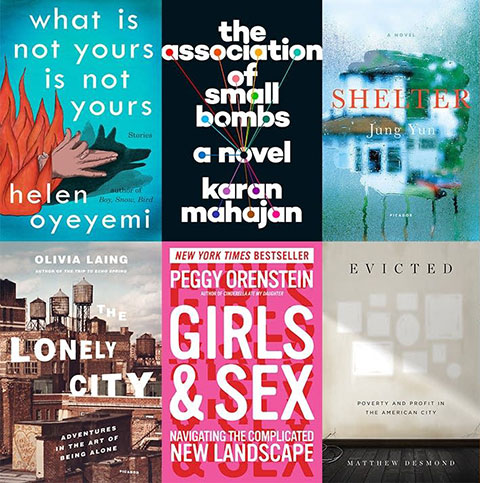 what is
not yours
is not
yours
Stories
helen
oyeyemi
author of
Boy, Snow, Bird
the
association
of
small
bombs
a novel
karan
mahajan
A NOVEL
SHELTER
Jung Yun
PICADOR
OLIVIA LAING
AUTHOR OF THE TRIP TO ECHO SPRING
THE
LONELY
CITY
ADVENTURES
IN THE ART OF
BEING ALONE
PICADOR
NEW YORK TIMES BESTSELLER
PEGGY ORENSTEIN
AUTHOR OF CINDERELLA ATE MY DAUGHTER
GIRLS
& SEX
NAVIGATING THE COMPLICATED
NEW LANDSCAPE
& SEX
EVICTED
POVERTY AND PROFIT IN
THE AMERICAN CITY
MATTHEW DESMOND